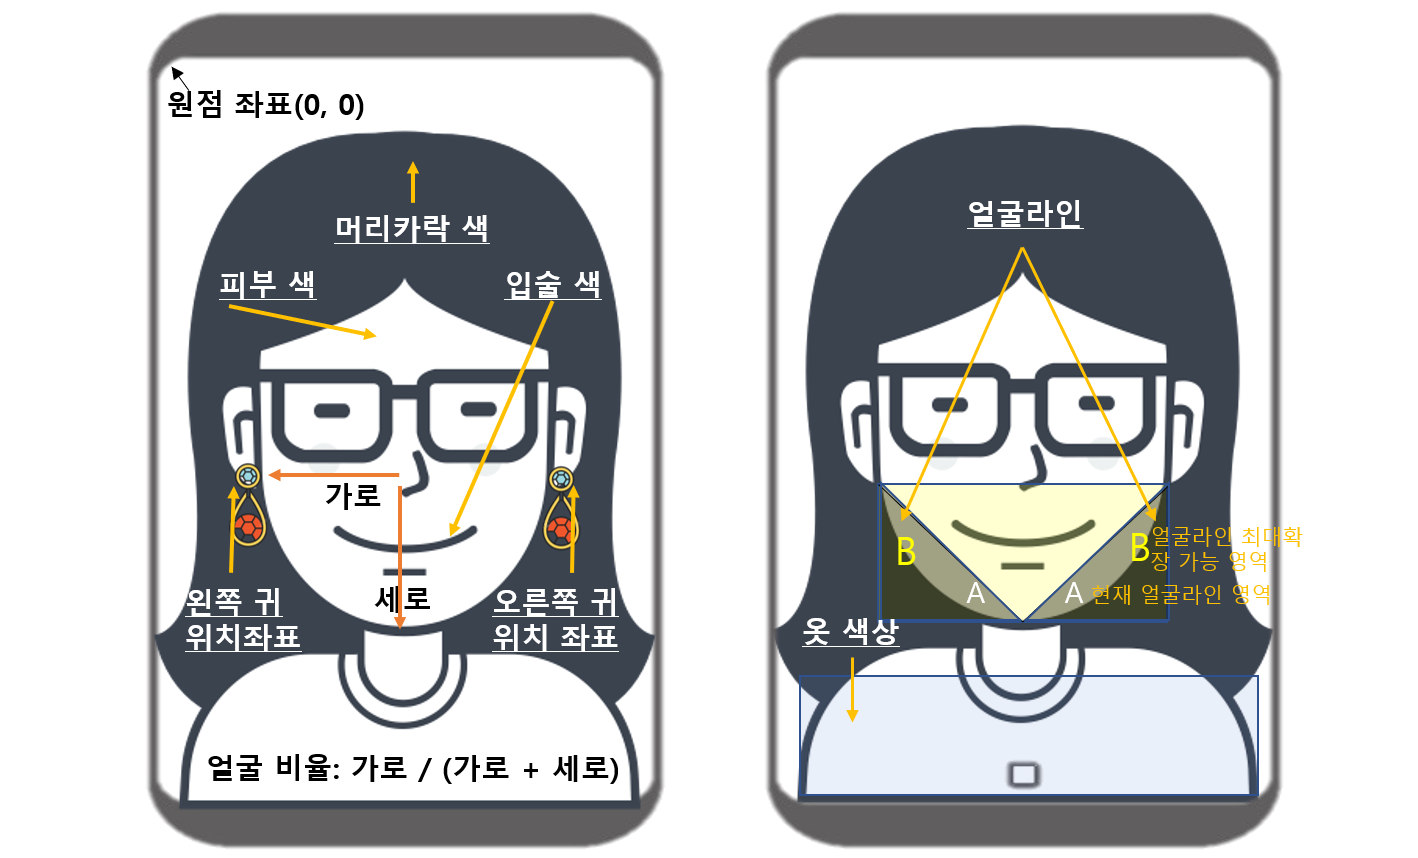 원점 좌표(0, 0)
머리카락 색
피부 색
입술 색
가로
세로
왼쪽 귀
위치좌표
오른쪽 귀
위치 좌표
얼굴 비율: 가로 / (가로 + 세로)
얼굴라인
B
B
얼굴라인 최대확
장 가능 영역
A
A
현재 얼굴라인 영역
옷 색상